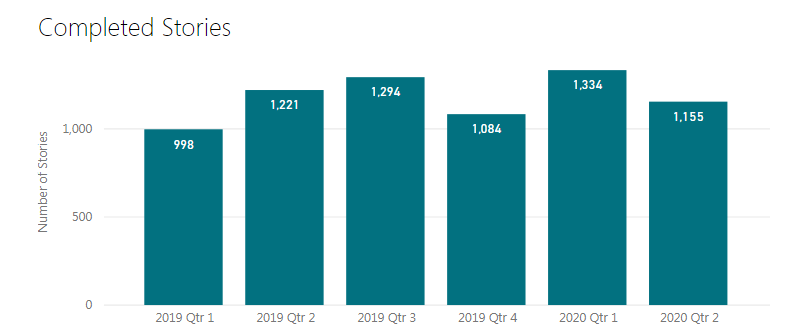 Completed Stories
Number of Stories
1,000
500
0
998
1,221
1,294
1,084
1,334
1,155
2019 Qtr 1
2019 Qtr 2
2019 Qtr 3
2019 Qtr 4
2020 Qtr 1
2020 Qtr 2